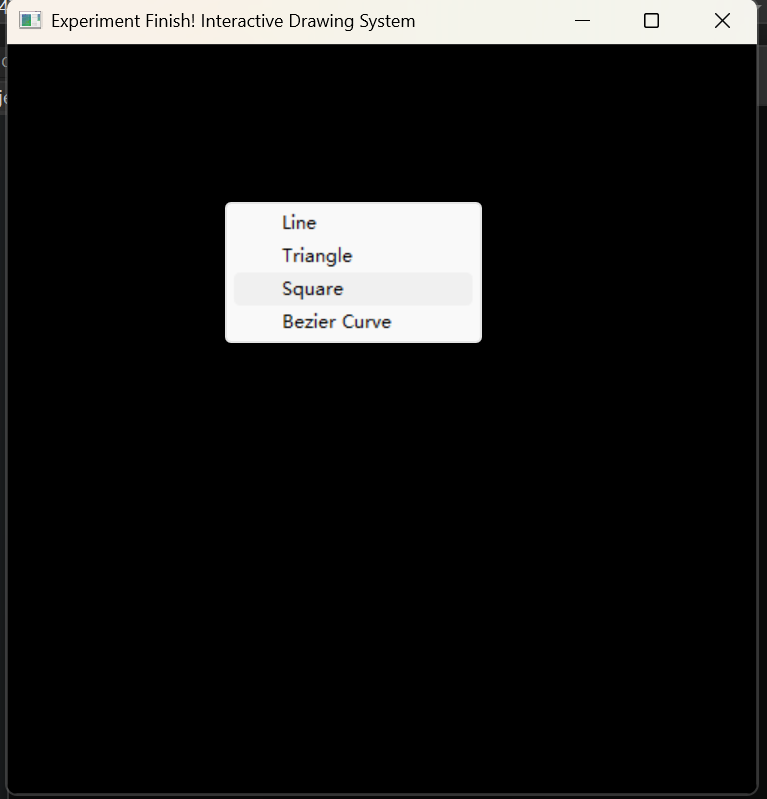 Experiment Finish! Interactive Drawing System
Line
Triangle
Square
Bezier Curve